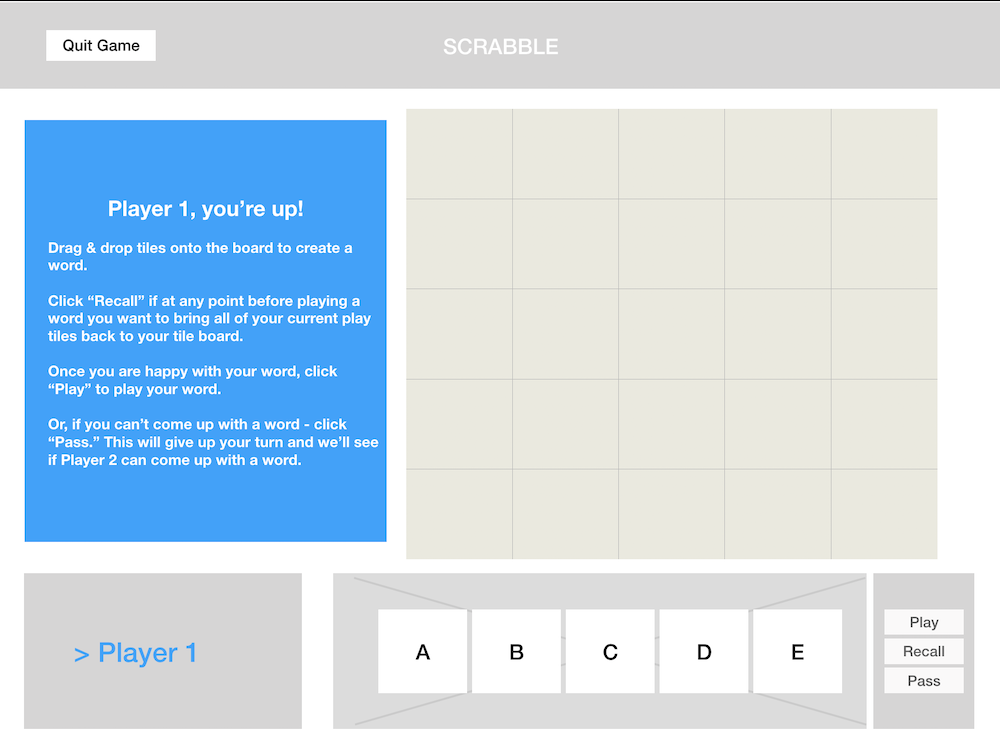 Quit Game
SCRABBLE
Player 1, you’re up!
Drag & drop tiles onto the board to create a
word.
Click “Recall” if at any point before playing a
word you want to bring all of your current play
tiles back to your tile board.
Once you are happy with your word, click
“Play” to play your word.
Or, if you can’t come up with a word - click
“Pass.” This will give up your turn and we’ll see
if Player 2 can come up with a word.
> Player 1
A B C D E
Play
Recall
Pass